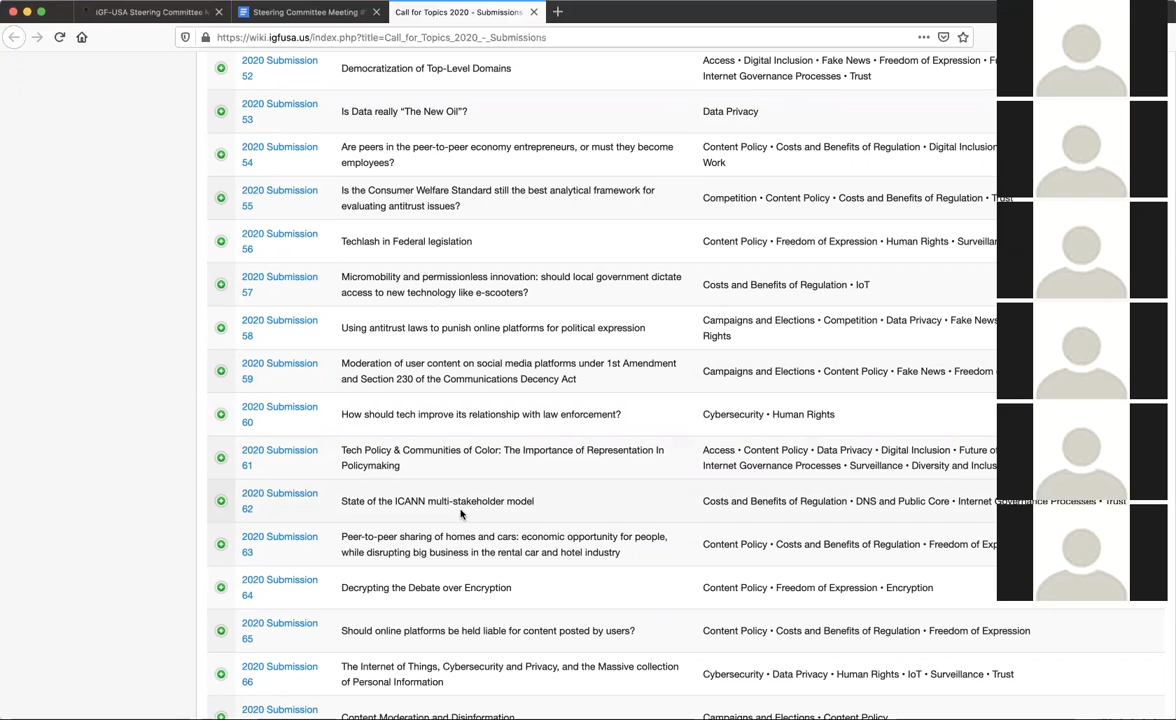 IGF-USA Steering Committee
Steering Committee Meeting
Call for Topics 2020 - Submissions
https://wiki.igfusa.us/index.php?title=Call_for_Topics_2020_-_Submissions
2020 Submission 52
Democratization of Top-Level Domains
Access • Digital Inclusion • Fake News • Freedom of Expression •
Internet Governance Processes • Trust
2020 Submission 53
Is Data really “The New Oil”?
Data Privacy
2020 Submission 54
Are peers in the peer-to-peer economy entrepreneurs, or must they become
employees?
Content Policy • Costs and Benefits of Regulation • Digital Inclusion
Work
2020 Submission 55
Is the Consumer Welfare Standard still the best analytical framework for
evaluating antitrust issues?
Competition • Content Policy • Costs and Benefits of Regulation • Trust
2020 Submission 56
Techlash in Federal legislation
Content Policy • Freedom of Expression • Human Rights •
2020 Submission 57
Micromobility and permissionless innovation: should local government dictate
access to new technology like e-scooters?
Costs and Benefits of Regulation • IoT
2020 Submission 58
Using antitrust laws to punish online platforms for political expression
Campaigns and Elections • Competition • Data Privacy • Fake News
Rights
2020 Submission 59
Moderation of user content on social media platforms under 1st Amendment
and Section 230 of the Communications Decency Act
Campaigns and Elections • Content Policy • Fake News • Freedom
2020 Submission 60
How should tech improve its relationship with law enforcement?
Cybersecurity • Human Rights
2020 Submission 61
Tech Policy & Communities of Color: The Importance of Representation In
Policymaking
Access • Content Policy • Data Privacy • Digital Inclusion • Future of
Internet Governance Processes • Surveillance • Diversity and
2020 Submission 62
State of the ICANN multi-stakeholder model
Costs and Benefits of Regulation • DNS and Public Core • Internet Governance Processes • Trust
2020 Submission 63
Peer-to-peer sharing of homes and cars: economic opportunity for people,
while disrupting big business in the rental car and hotel industry
Content Policy • Costs and Benefits of Regulation • Freedom of
2020 Submission 64
Decrypting the Debate over Encryption
Content Policy • Freedom of Expression • Encryption
2020 Submission 65
Should online platforms be held liable for content posted by users?
Content Policy • Costs and Benefits of Regulation • Freedom of Expression
2020 Submission 66
The Internet of Things, Cybersecurity and Privacy, and the Massive collection
of Personal Information
Cybersecurity • Data Privacy • Human Rights • IoT • Surveillance • Trust
2020 Submission
Content Moderation and Disinformation
Campaigns and Elections • Content Policy